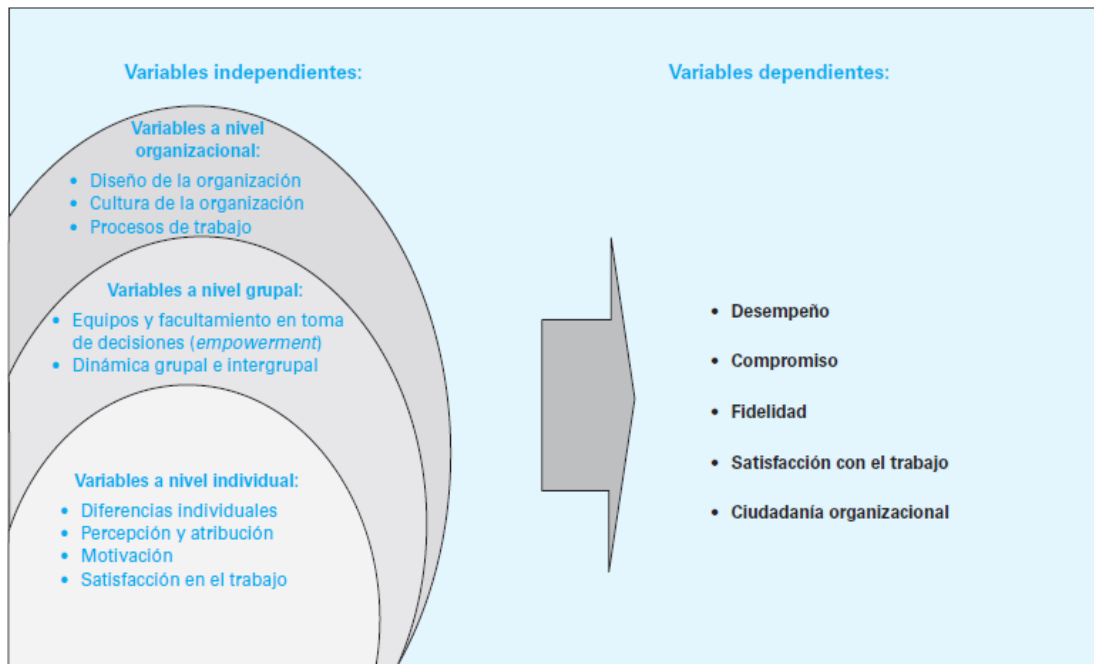 Variables independientes:
Variables a nivel
organizacional:
• Diseño de la organización
• Cultura de la organización
• Procesos de trabajo
Variables a nivel grupal:
• Equipos y facultamiento en toma
de decisiones (empowerment)
• Dinámica grupal e intergrupal
Variables a nivel individual:
• Diferencias individuales
• Percepción y atribución
• Motivación
• Satisfacción en el trabajo
Variables dependientes:
• Desempeño
• Compromiso
• Fidelidad
• Satisfacción con el trabajo
• Ciudadanía organizacional